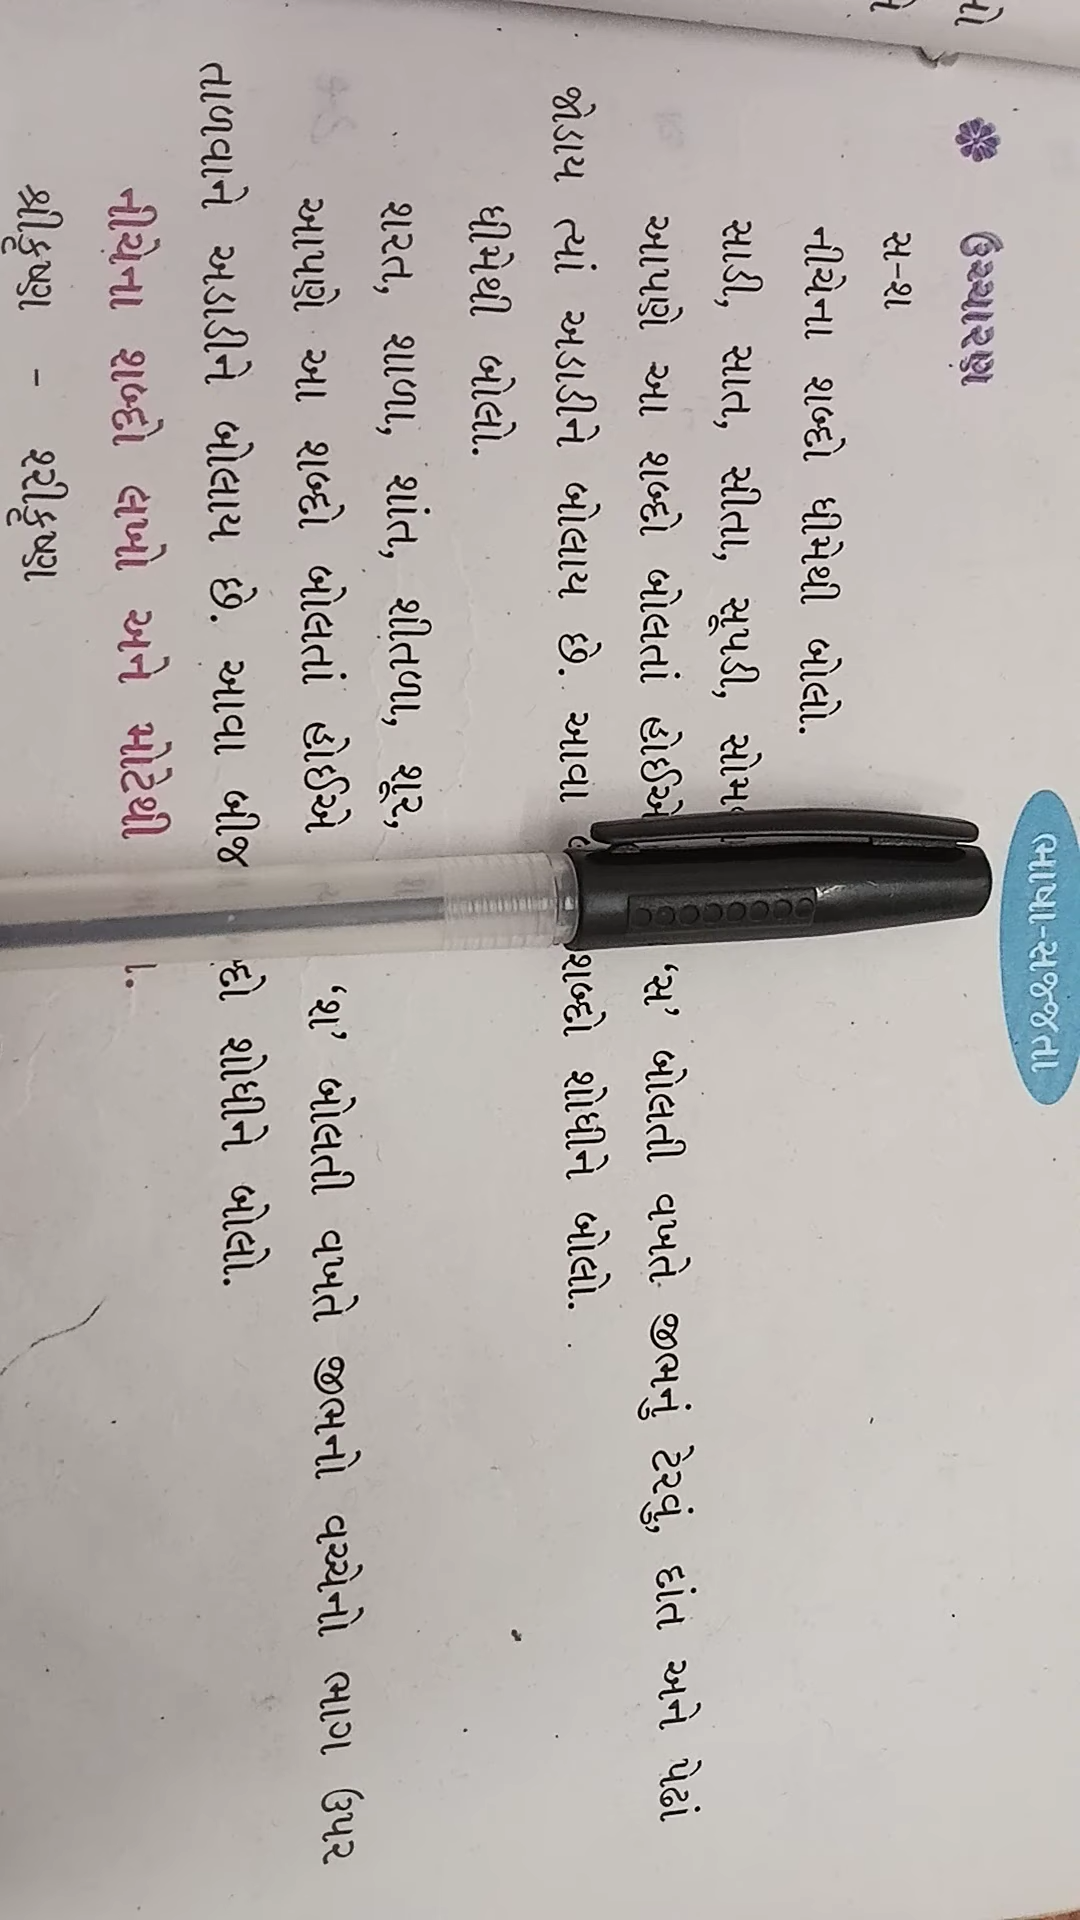 ભાષા-સજ્જતા
ઉચ્ચારણ
સ-શ
નીચેના શબ્દો ધીમેથી બોલો.
સાડી, સાત, સીતા, સૂપડી,
આપણે આ શબ્દો બોલતાં હોઈએ 'સ' બોલતી વખતે જીભનું ટેરવું, દાંત અને પેઢાં
જોડાય ત્યાં અડાડીને બોલાય છે. આવા શબ્દો શોધીને બોલો.
ધીમેથી બોલો.
શરત, શાળા, શાંત, શીતળા, શૂર,
આપણે આ શબ્દો બોલતાં હોઈએ 'શ' બોલતી વખતે જીભનો વચ્ચેનો ભાગ ઉપર
તાળવાને અડાડીને બોલાય છે. આવા શોધીને બોલો.
નીચેના શબ્દો લખો અને મોટેથી
શ્રીકૃષ્ણ - શ્રીકૃષ્ણ